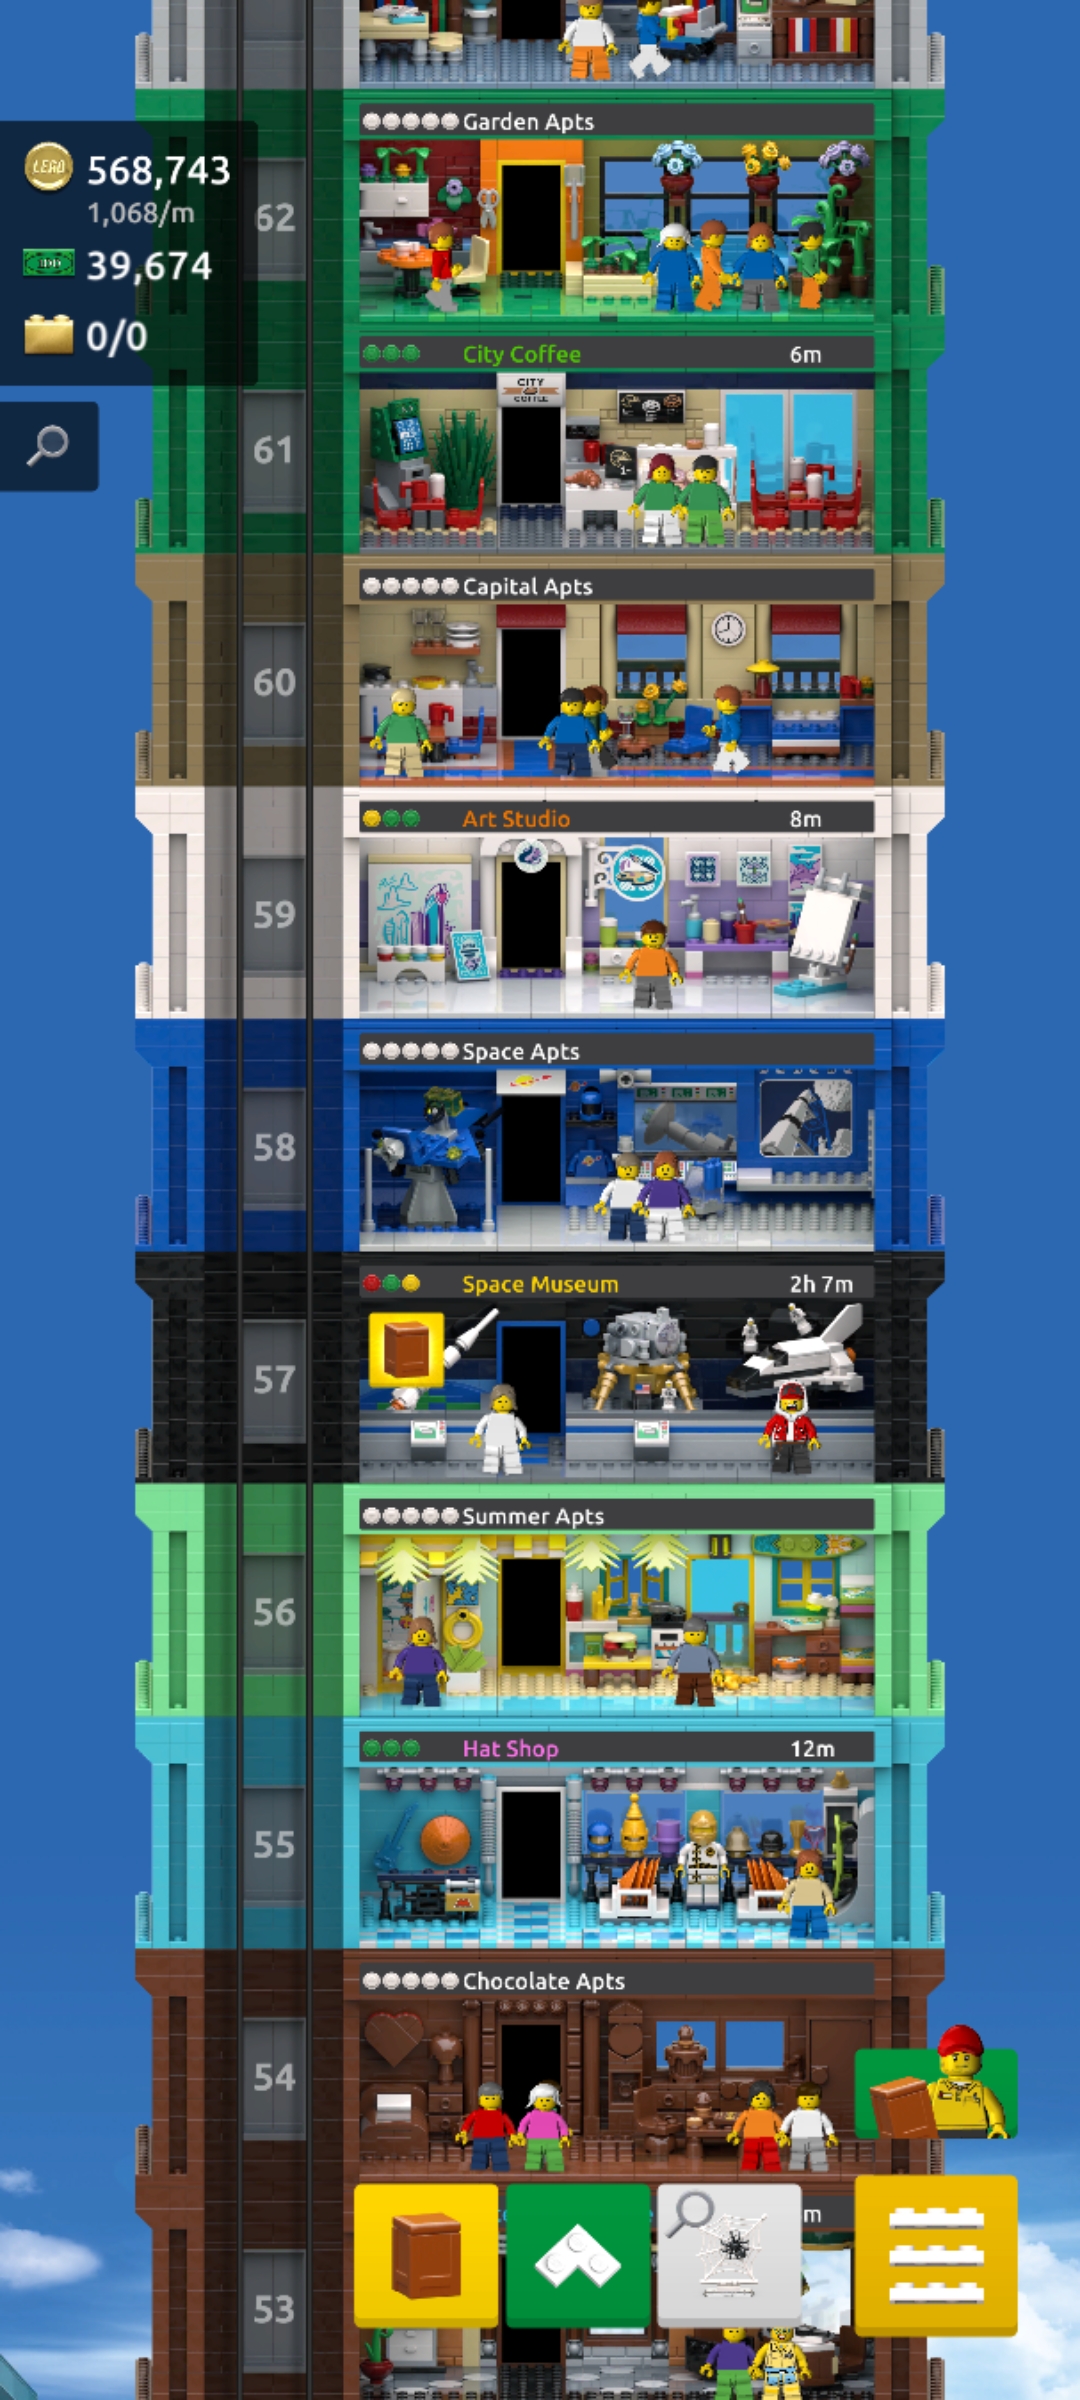 Garden Apts
LEGO 568,743
1,068/m
62
39,674
0/0
City Coffee 6m
CITY
COFFEE
61
Capital Apts
60
Art Studio 8m
59
Space Apts
58
Space Museum 2h 7m
57
Summer Apts
56
Hat Shop 12m
55
Chocolate Apts
54
m
53